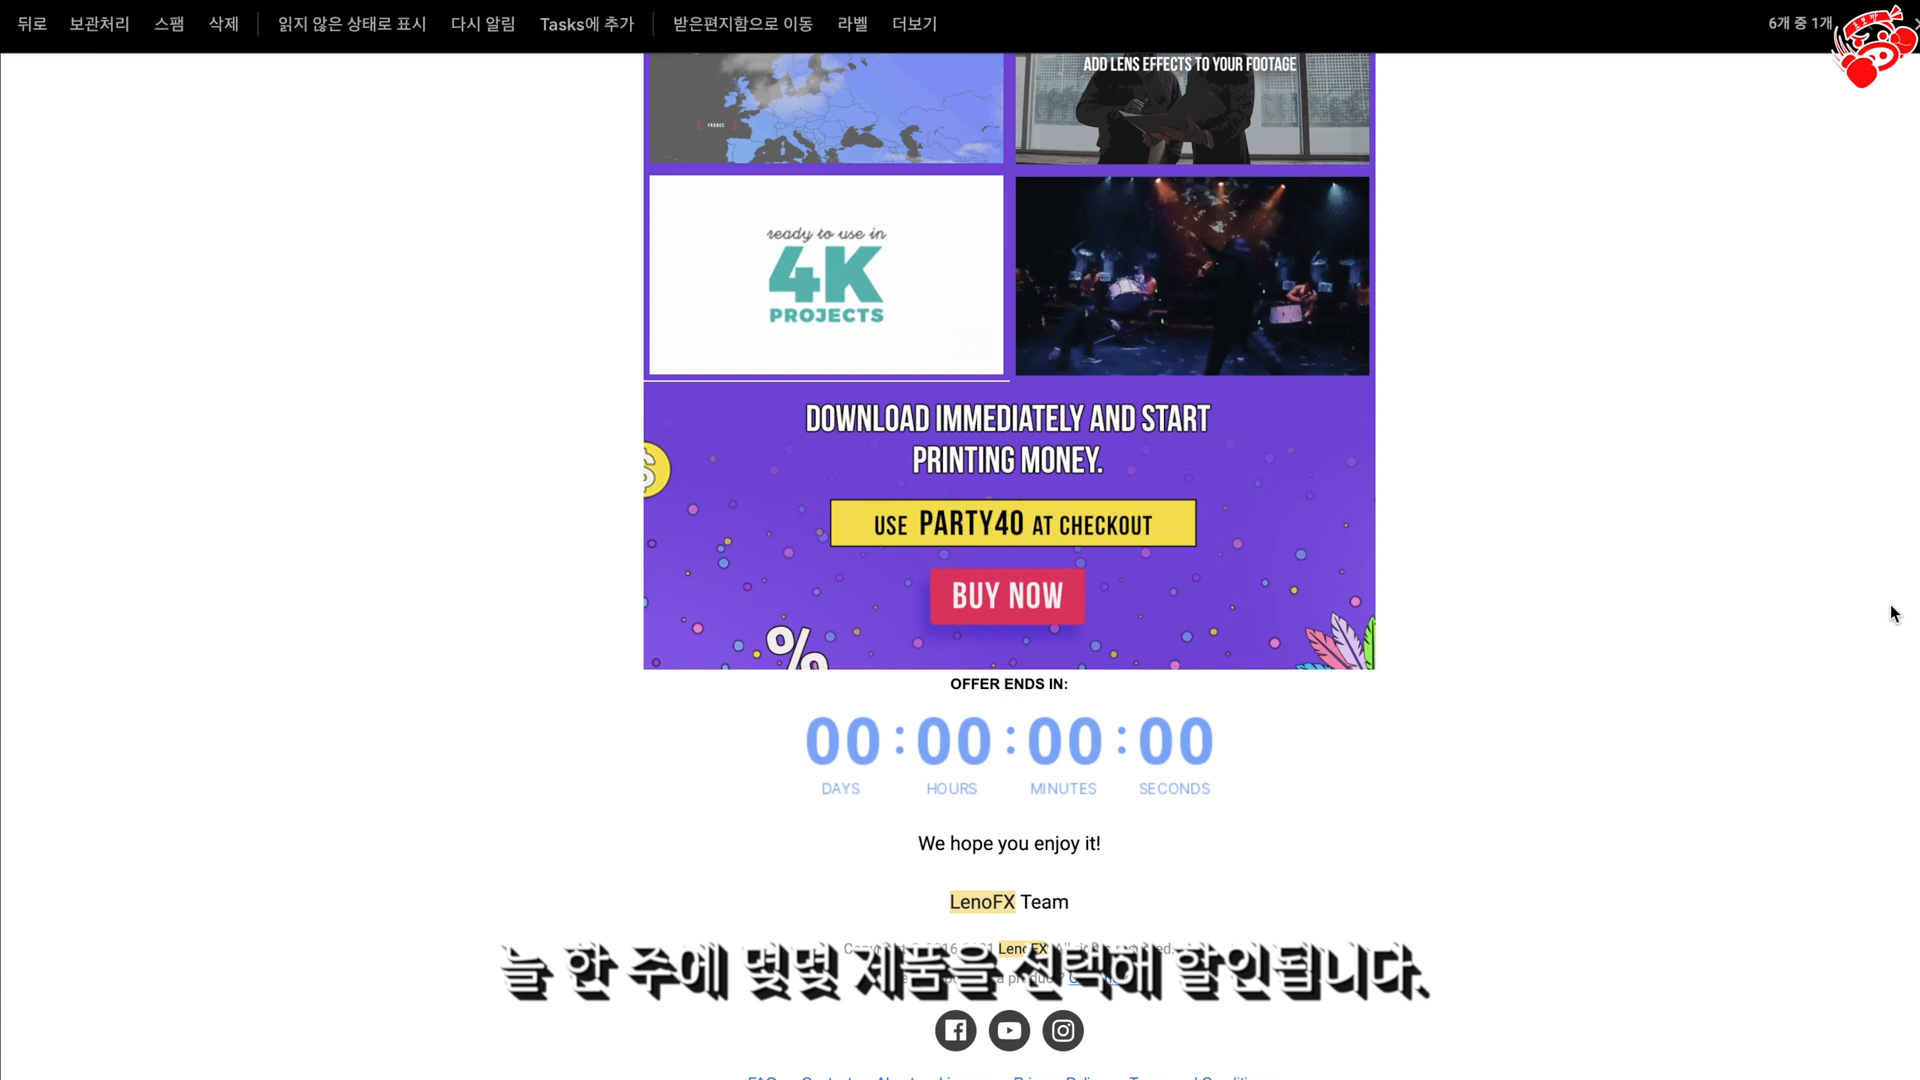 뒤로 보관처리 스팸 삭제 읽지 않은 상태로 표시 다시 알림 Tasks에 추가 받은편지함으로 이동 라벨 더보기 6개 중 1개
ADD LENS EFFECTS TO YOUR FOOTAGE
FRANCE
ready to use in
4K
PROJECTS
DOWNLOAD IMMEDIATELY AND START
PRINTING MONEY.
USE PARTY40 AT CHECKOUT
BUY NOW
OFFER ENDS IN:
00 : 00 : 00 : 00
DAYS HOURS MINUTES SECONDS
We hope you enjoy it!
LenoFX Team
늘 한 주에 몇몇 제품을 선택해 할인됩니다.